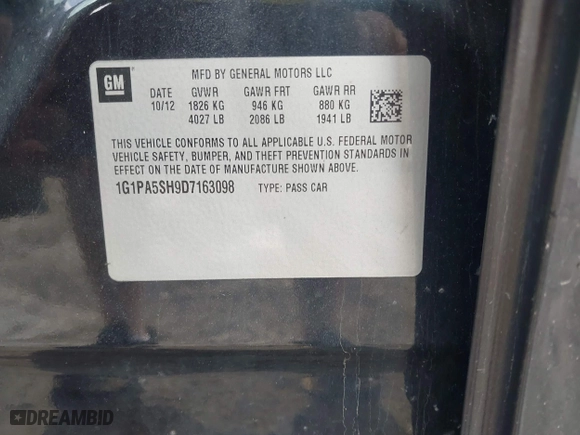 GM
MFD BY GENERAL MOTORS LLC
DATE GVWR GAWR FRT GAWR RR
10/12 1826 KG 946 KG 880 KG
4027 LB 2086 LB 1941 LB
THIS VEHICLE CONFORMS TO ALL APPLICABLE U.S. FEDERAL MOTOR
VEHICLE SAFETY, BUMPER, AND THEFT PREVENTION STANDARDS IN
EFFECT ON THE DATE OF MANUFACTURE SHOWN ABOVE.
1G1PA5SH9D7163098 TYPE: PASS CAR
DREAMBID